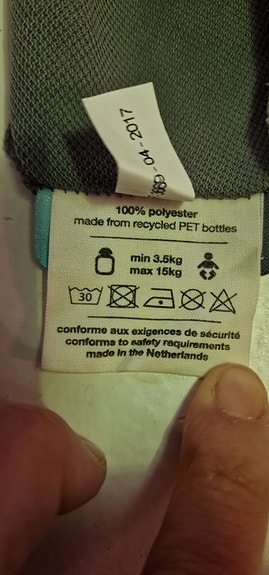 04-2017
100% polyester
made from recycled PET bottles
min 3.5kg
max 15kg
30
conforme aux exigences de sécurité
conforms to safety requirements
made in the Netherlands